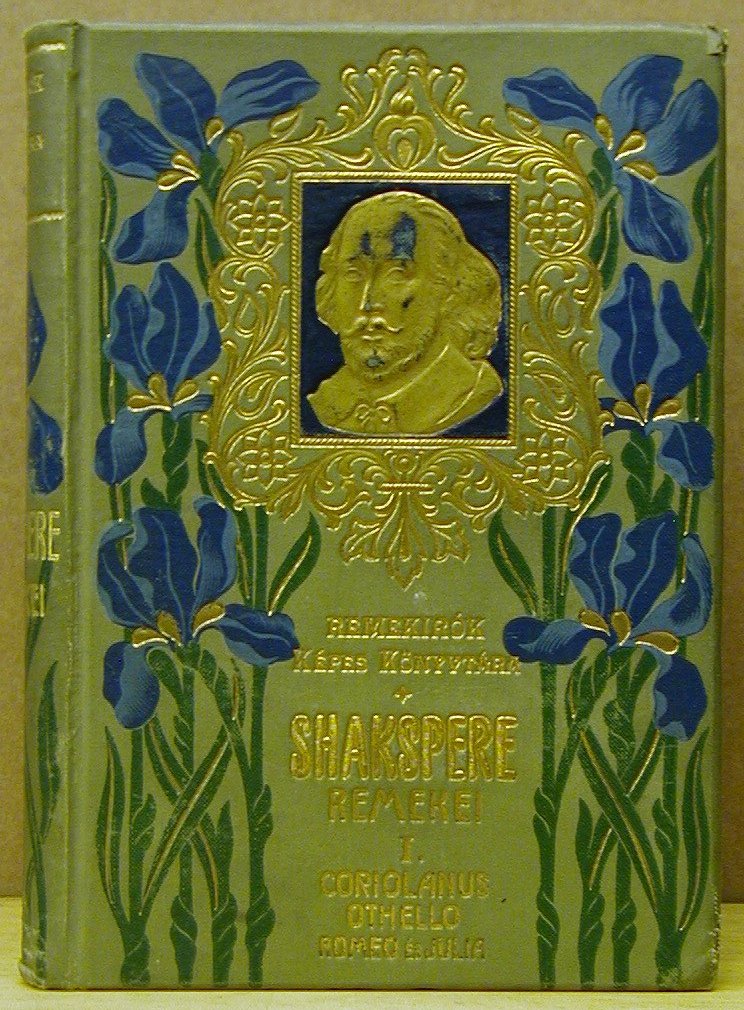 REMEKIRÓK
KÉPES KÖNYVTÁRA
SHAKSPERE
REMEKEI
I.
CORIOLANUS
OTHELLO
ROMEO ÉS JULIA